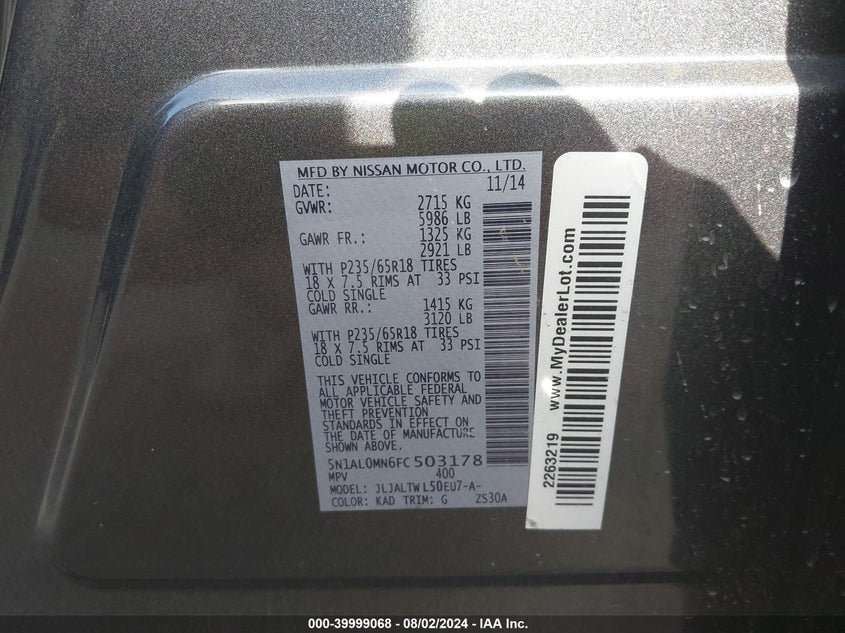 MFD BY NISSAN MOTOR CO., LTD.
DATE: 11/14
GVWR: 2715 KG
5986 LB
GAWR FR.: 1325 KG
2921 LB
WITH P235/65R18 TIRES
18 X 7.5 RIMS AT 33 PSI
COLD SINGLE
GAWR RR.: 1415 KG
3120 LB
WITH P235/65R18 TIRES
18 X 7.5 RIMS AT 33 PSI
COLD SINGLE
THIS VEHICLE CONFORMS TO
ALL APPLICABLE FEDERAL
MOTOR VEHICLE SAFETY AND
THEFT PREVENTION
STANDARDS IN EFFECT ON
THE DATE OF MANUFACTURE
SHOWN ABOVE.
5N1AL0MN6FC503178
MPV 400
MODEL: JLJALTWL50EU7-A-
COLOR: KAD TRIM: G ZS30A
2263219 www.MyDealerLot.com
000-39999068 - 08/02/2024 - IAA Inc.